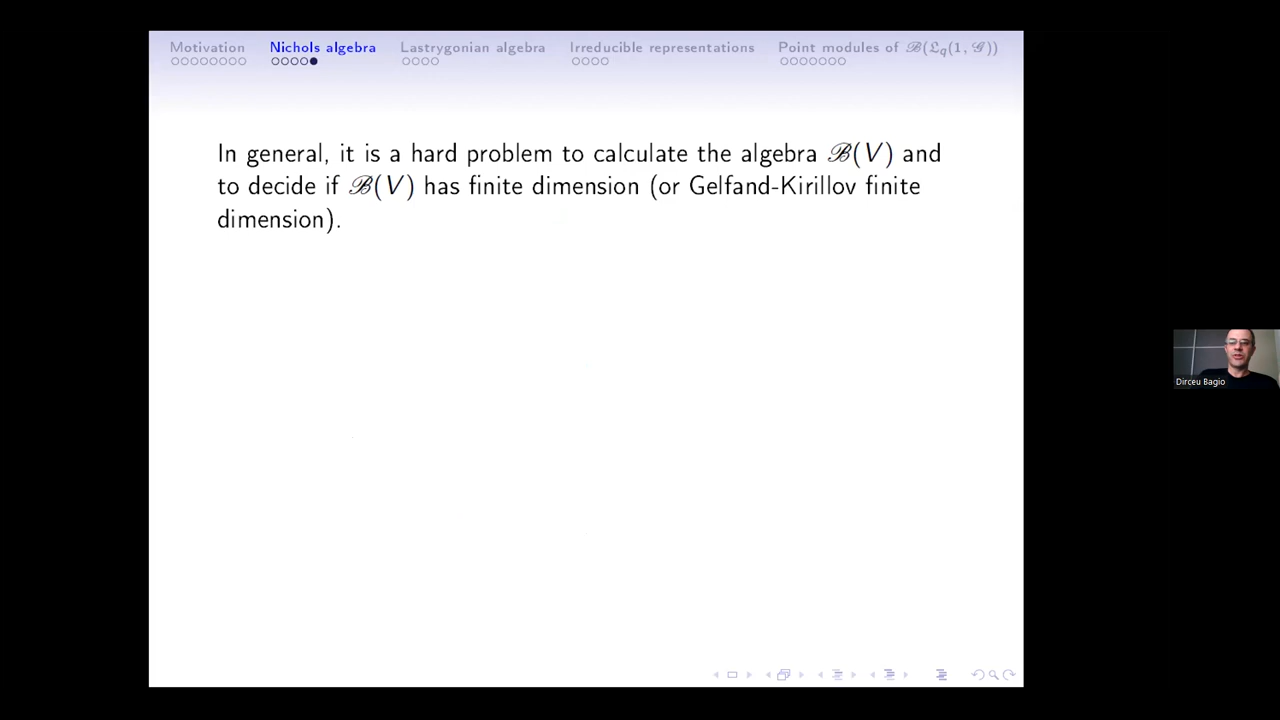 Motivation Nichols algebra Lastrygonian algebra Irreducible representations Point modules of ℬ(𝔏q(1, 𝒢))
In general, it is a hard problem to calculate the algebra ℬ(V) and
to decide if ℬ(V) has finite dimension (or Gelfand-Kirillov finite
dimension).
Dirceu Bagio